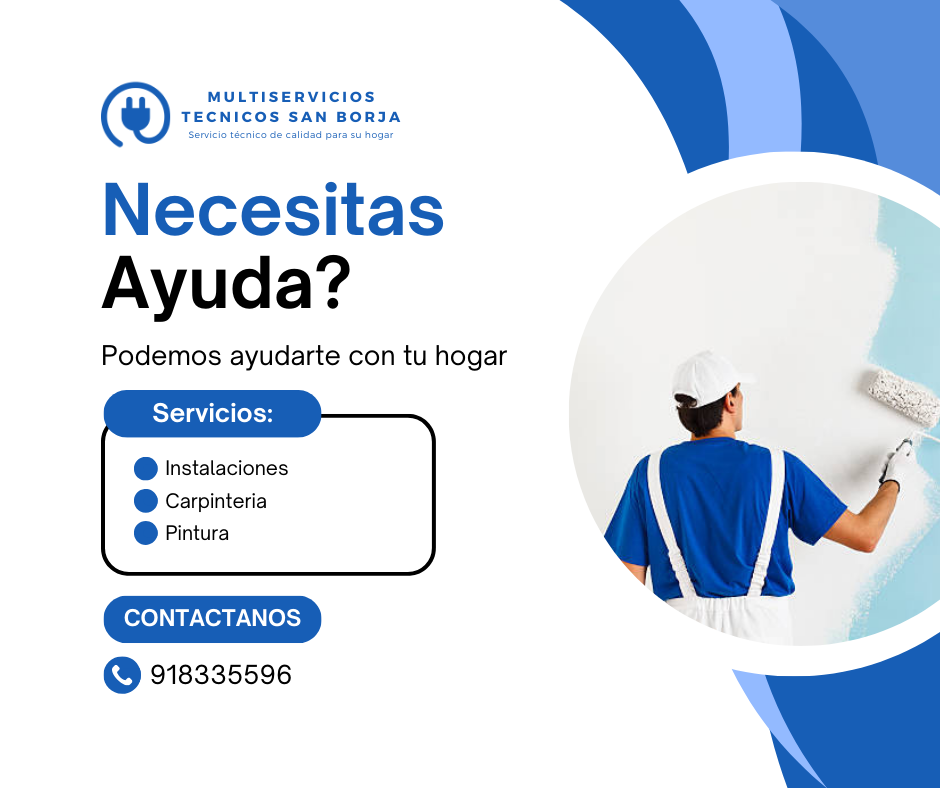 MULTISERVICIOS
TECNICOS SAN BORJA
Servicio técnico de calidad para su hogar
Necesitas
Ayuda?
Podemos ayudarte con tu hogar
Servicios:
Instalaciones
Carpinteria
Pintura
CONTACTANOS
918335596